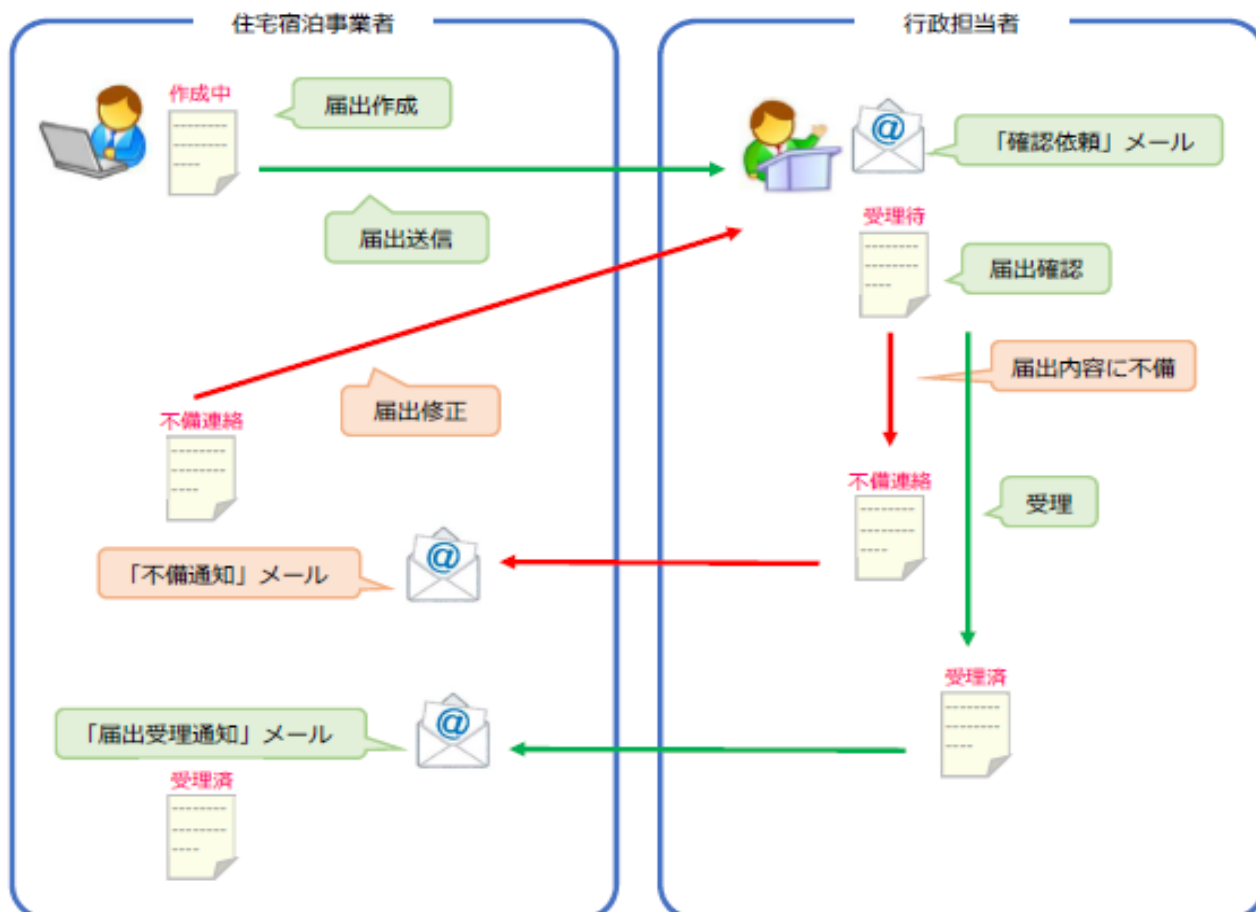 住宅宿泊事業者
行政担当者
作成中
届出作成
「確認依頼」メール
届出送信
受理待
届出確認
届出内容に不備
届出修正
不備連絡
不備連絡
受理
「不備通知」メール
受理済
「届出受理通知」メール
受理済